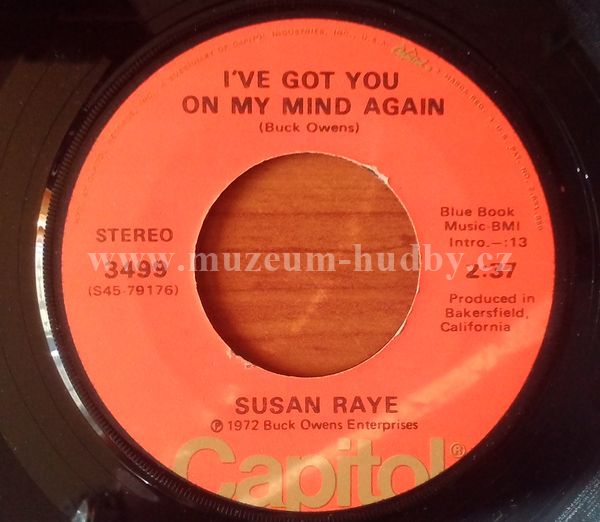 I'VE GOT YOU
ON MY MIND AGAIN
(Buck Owens)
STEREO
3499
(S45-79176)
Blue Book
Music-BMI
Intro.—:13
2:37
Produced in
Bakersfield,
California
www.muzeum-hudby.cz
SUSAN RAYE
Ⓟ 1972 Buck Owens Enterprises
Capitol®